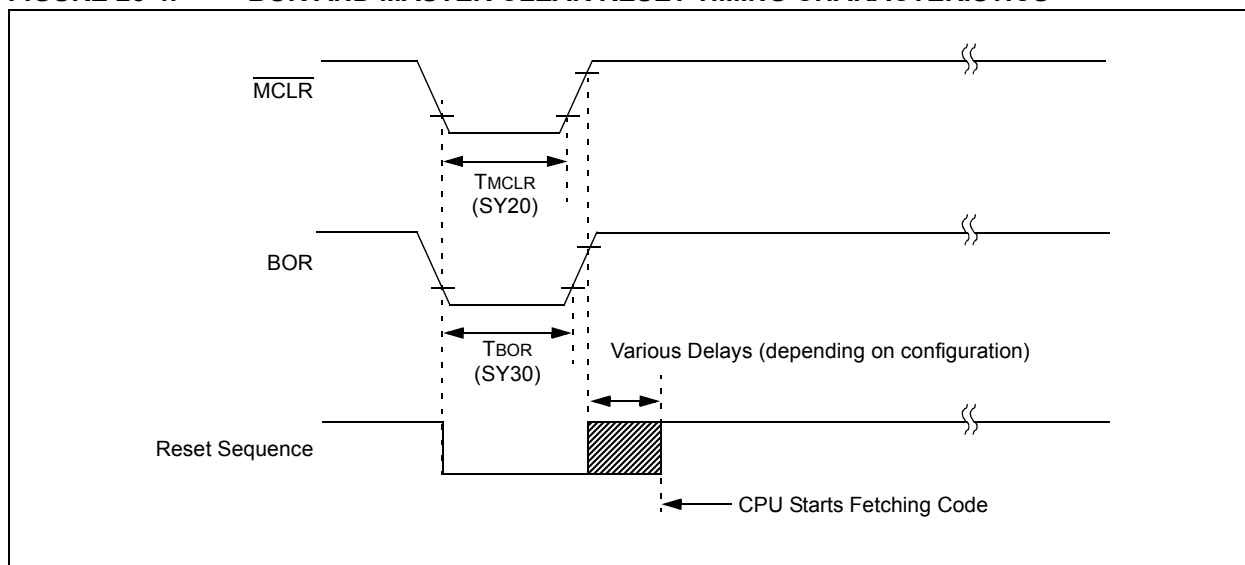 MCLR
TMCLR
(SY20)
BOR
TBOR
(SY30)
Various Delays (depending on configuration)
Reset Sequence
CPU Starts Fetching Code